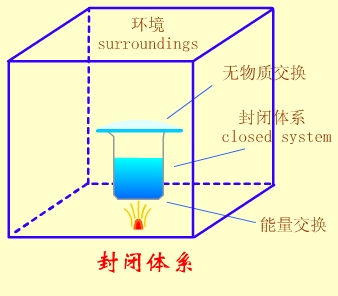 环境
surroundings
无物质交换
封闭体系
closed system
能量交换
封闭体系